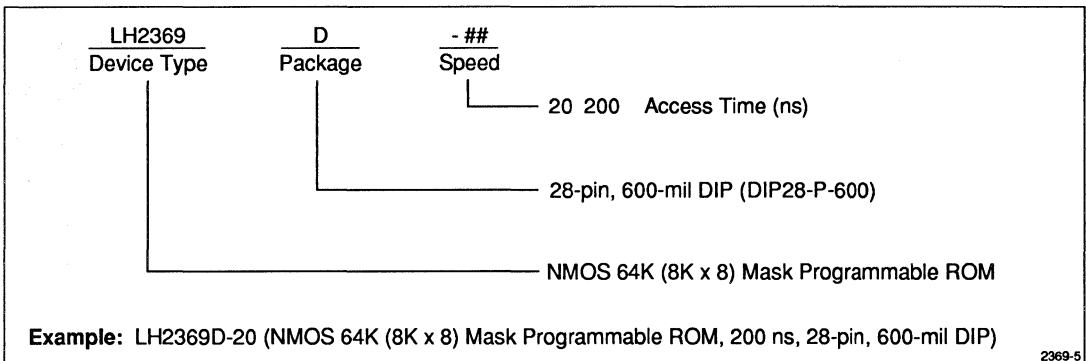 LH2369 D - ##
Device Type Package Speed
20 200 Access Time (ns)
28-pin, 600-mil DIP (DIP28-P-600)
NMOS 64K (8K x 8) Mask Programmable ROM
Example: LH2369D-20 (NMOS 64K (8K x 8) Mask Programmable ROM, 200 ns, 28-pin, 600-mil DIP)
2369-5